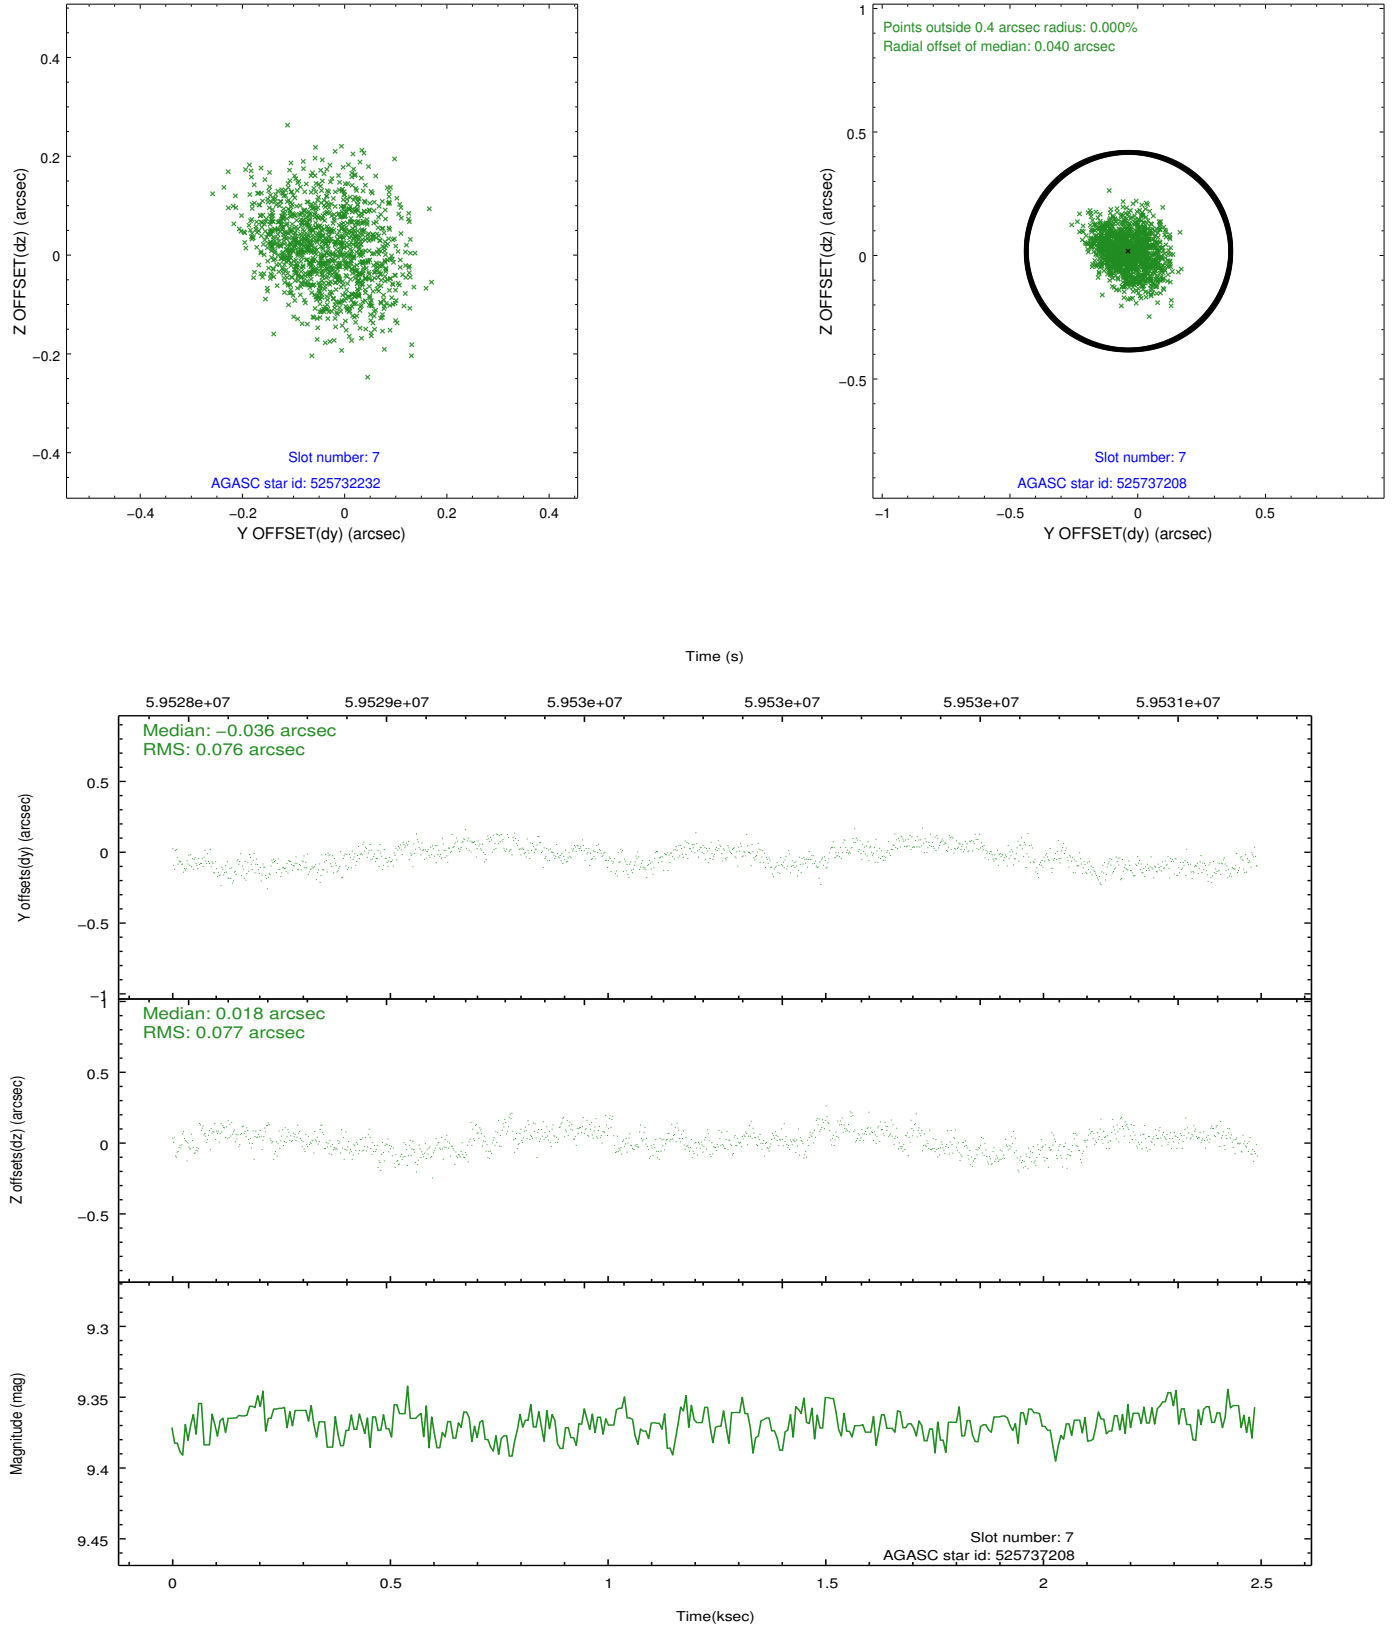 0.4
0.2
0
−0.2
−0.4
Z OFFSET(dz) (arcsec)
Slot number: 7
AGASC star id: 525732232
−0.4
−0.2
0
0.2
0.4
Y OFFSET(dy) (arcsec)
Points outside 0.4 arcsec radius: 0.000%
Radial offset of median: 0.040 arcsec
1
0.5
0
−0.5
Z OFFSET(dz) (arcsec)
Slot number: 7
AGASC star id: 525737208
−1
−0.5
0
0.5
Y OFFSET(dy) (arcsec)
Time (s)
5.9528e+07
5.9529e+07
5.953e+07
5.953e+07
5.953e+07
5.9531e+07
Median: −0.036 arcsec
RMS: 0.076 arcsec
0.5
0
−0.5
−1
Y offsets(dy) (arcsec)
Median: 0.018 arcsec
RMS: 0.077 arcsec
1
0.5
0
−0.5
Z offsets(dz) (arcsec)
9.3
9.35
9.4
9.45
Magnitude (mag)
Slot number: 7
AGASC star id: 525737208
0
0.5
1
1.5
2
2.5
Time(ksec)